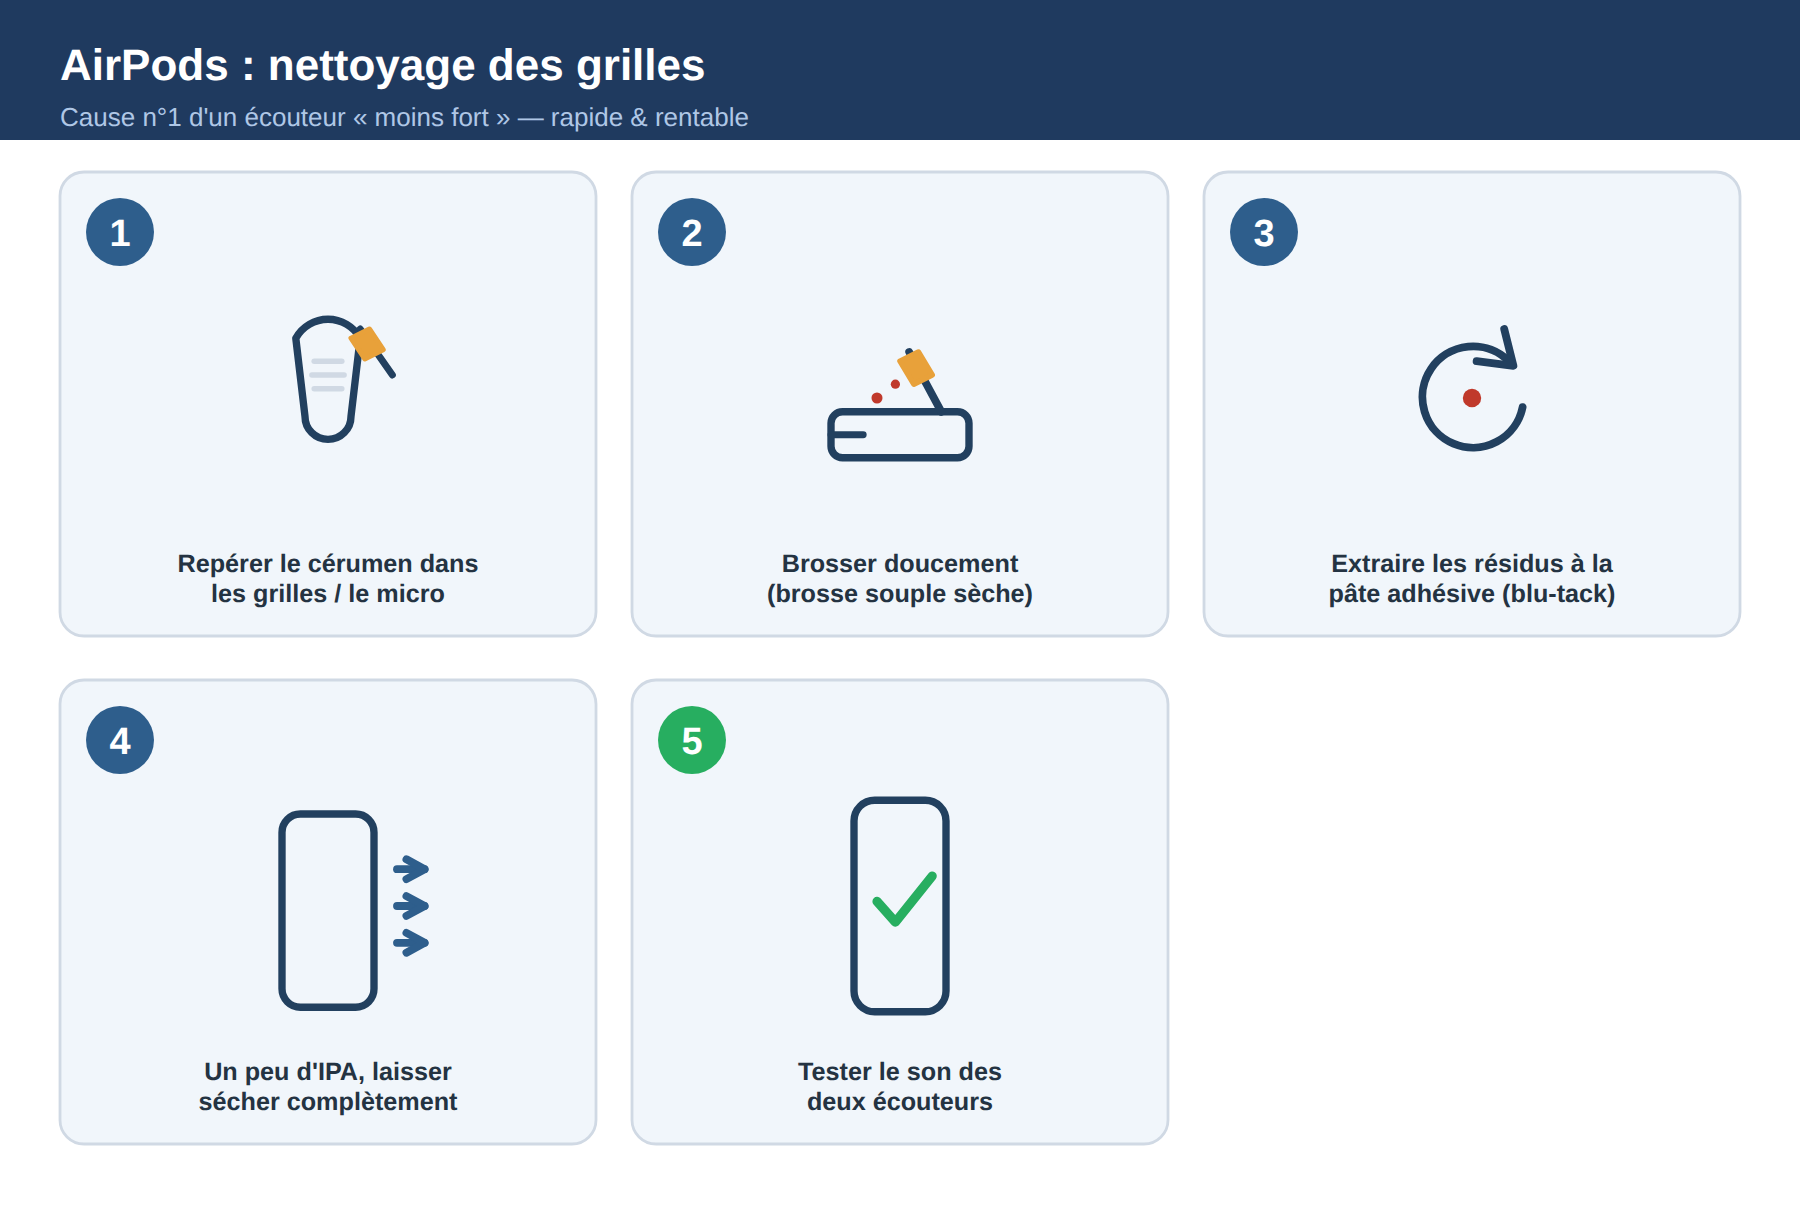 AirPods : nettoyage des grilles
Cause n°1 d'un écouteur « moins fort » — rapide & rentable
1
Repérer le cérumen dans
les grilles / le micro
2
Brosser doucement
(brosse souple sèche)
3
Extraire les résidus à la
pâte adhésive (blu-tack)
4
Un peu d'IPA, laisser
sécher complètement
5
Tester le son des
deux écouteurs